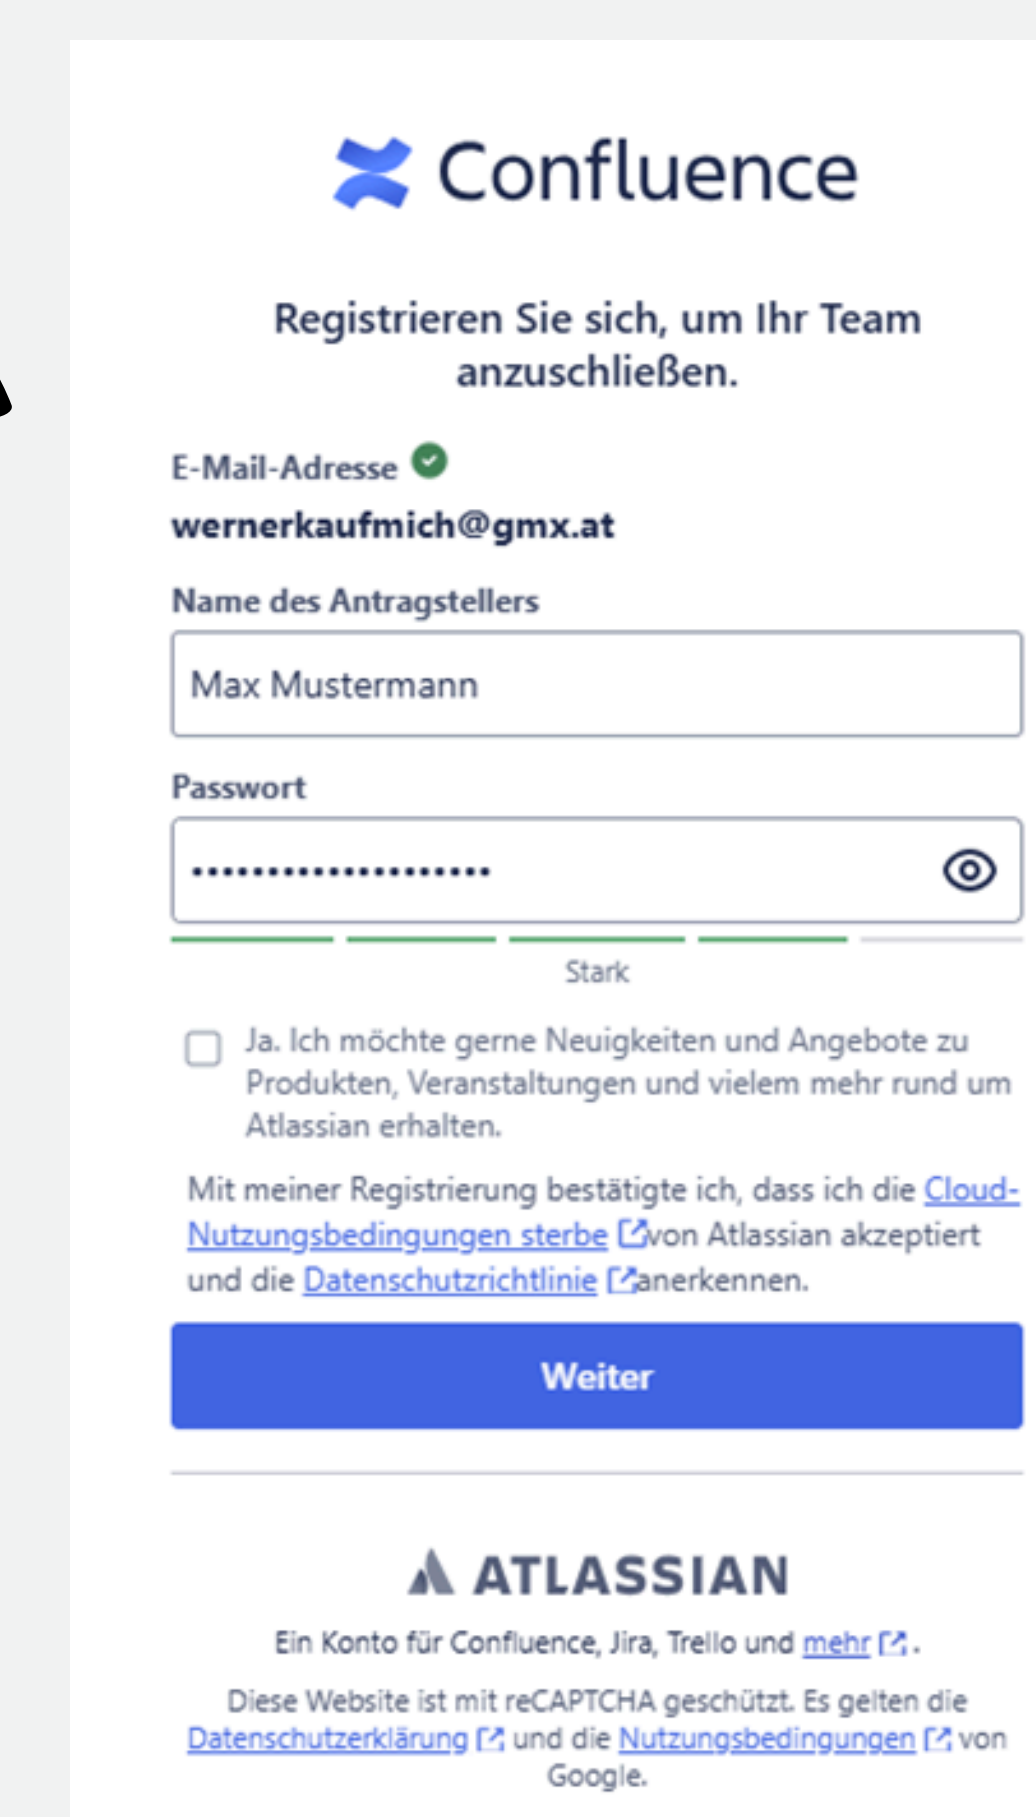 Confluence
Registrieren Sie sich, um Ihr Team
anzuschließen.
E-Mail-Adresse
wernerkaufmich@gmx.at
Name des Antragstellers
Max Mustermann
Passwort
••••••••••••••••••••
Stark
Ja. Ich möchte gerne Neuigkeiten und Angebote zu
Produkten, Veranstaltungen und vielem mehr rund um
Atlassian erhalten.
Mit meiner Registrierung bestätigte ich, dass ich die Cloud-
Nutzungsbedingungen sterbe von Atlassian akzeptiert
und die Datenschutzrichtlinie anerkennen.
Weiter
ATLASSIAN
Ein Konto für Confluence, Jira, Trello und mehr .
Diese Website ist mit reCAPTCHA geschützt. Es gelten die
Datenschutzerklärung und die Nutzungsbedingungen von
Google.